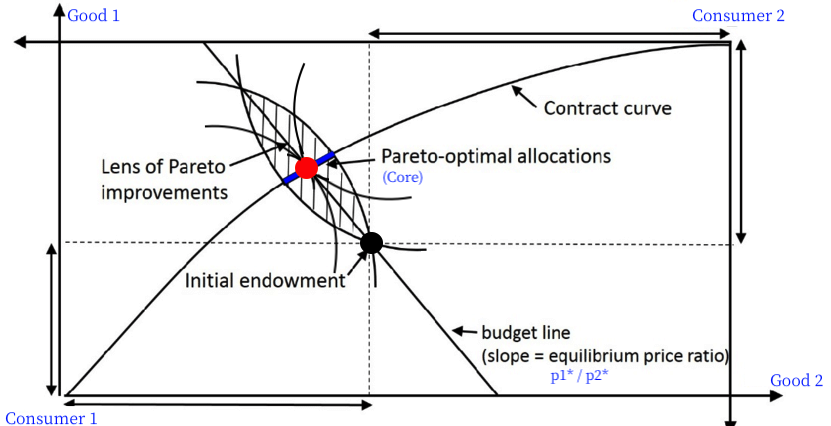 Good 1
Consumer 2
Contract curve
Lens of Pareto
improvements
Pareto-optimal allocations
(Core)
Initial endowment
budget line
(slope = equilibrium price ratio)
p1* / p2*
Good 2
Consumer 1